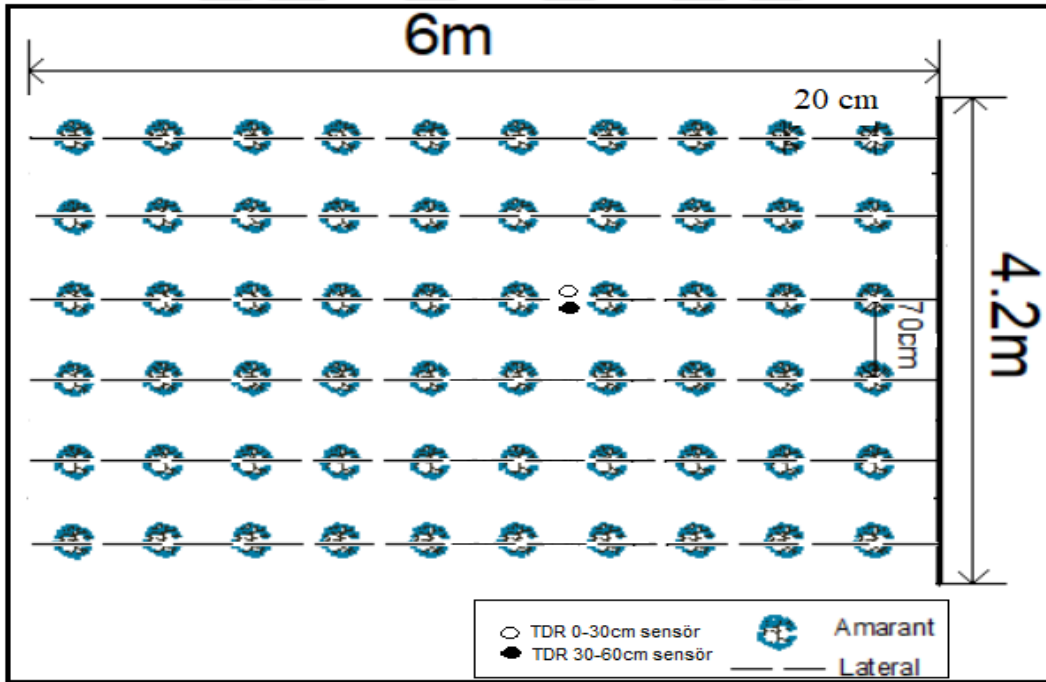 6m
20 cm
4.2m
70cm
TDR 0-30cm sensör
TDR 30-60cm sensör
Amarant
Lateral